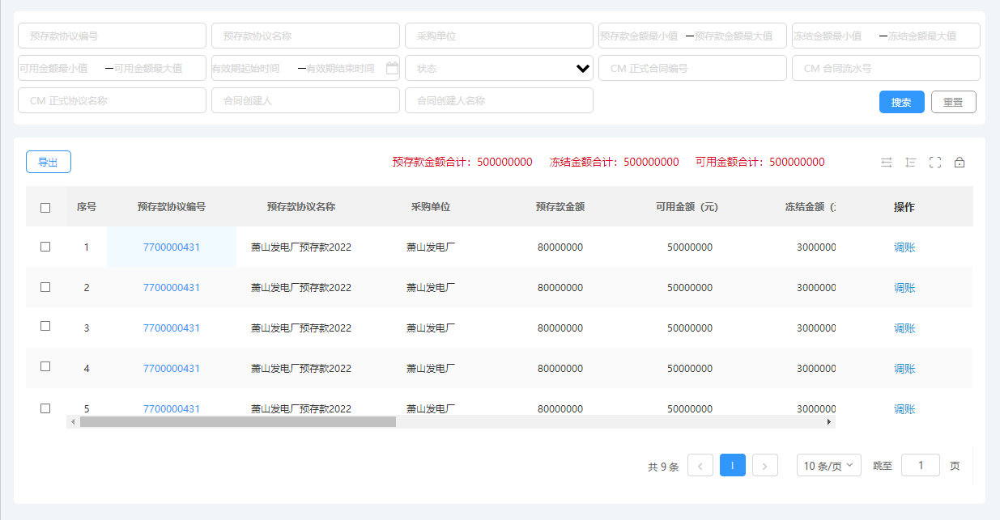 预存款协议编号 预存款协议名称 采购单位 预存款金额最小值 —预存款金额最大值 冻结金额最小值 —冻结金额最大值
可用金额最小值 —可用金额最大值 有效期起始时间 —有效期结束时间 状态 CM 正式合同编号 CM 合同流水号
CM 正式协议名称 合同创建人 合同创建人名称 搜索 重置
导出 预存款金额合计：500000000 冻结金额合计：500000000 可用金额合计：500000000
序号 预存款协议编号 预存款协议名称 采购单位 预存款金额 可用金额（元） 冻结金额（ 操作
1 7700000431 萧山发电厂预存款2022 萧山发电厂 80000000 50000000 3000000 调账
2 7700000431 萧山发电厂预存款2022 萧山发电厂 80000000 50000000 3000000 调账
3 7700000431 萧山发电厂预存款2022 萧山发电厂 80000000 50000000 3000000 调账
4 7700000431 萧山发电厂预存款2022 萧山发电厂 80000000 50000000 3000000 调账
5 7700000431 萧山发电厂预存款2022 萧山发电厂 80000000 50000000 3000000 调账
共 9 条 1 10 条/页 跳至 1 页